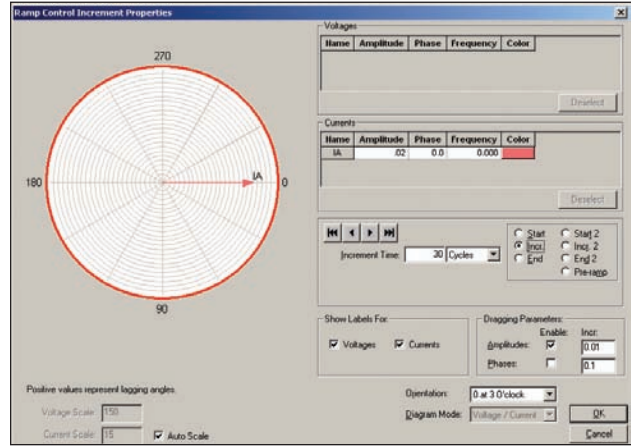 Ramp Control Increment Properties
270
180
IA
0
90
Positive values represent lagging angles.
Voltage Scale: 150
Current Scale: 15
Auto Scale
Voltages
Name Amplitude Phase Frequency Color
Deselect
Currents
Name Amplitude Phase Frequency Color
IA .02 0.0 0.000
Deselect
Increment Time: 30 Cycles
Start Start 2
Incr. Incr. 2
End End 2
Pre-ramp
Show Labels For:
Voltages Currents
Dragging Parameters:
Enable: Incr:
Amplitudes: 0.01
Phases: 0.1
Orientation: 0 at 3 O'clock
Diagram Mode: Voltage / Current
OK
Cancel